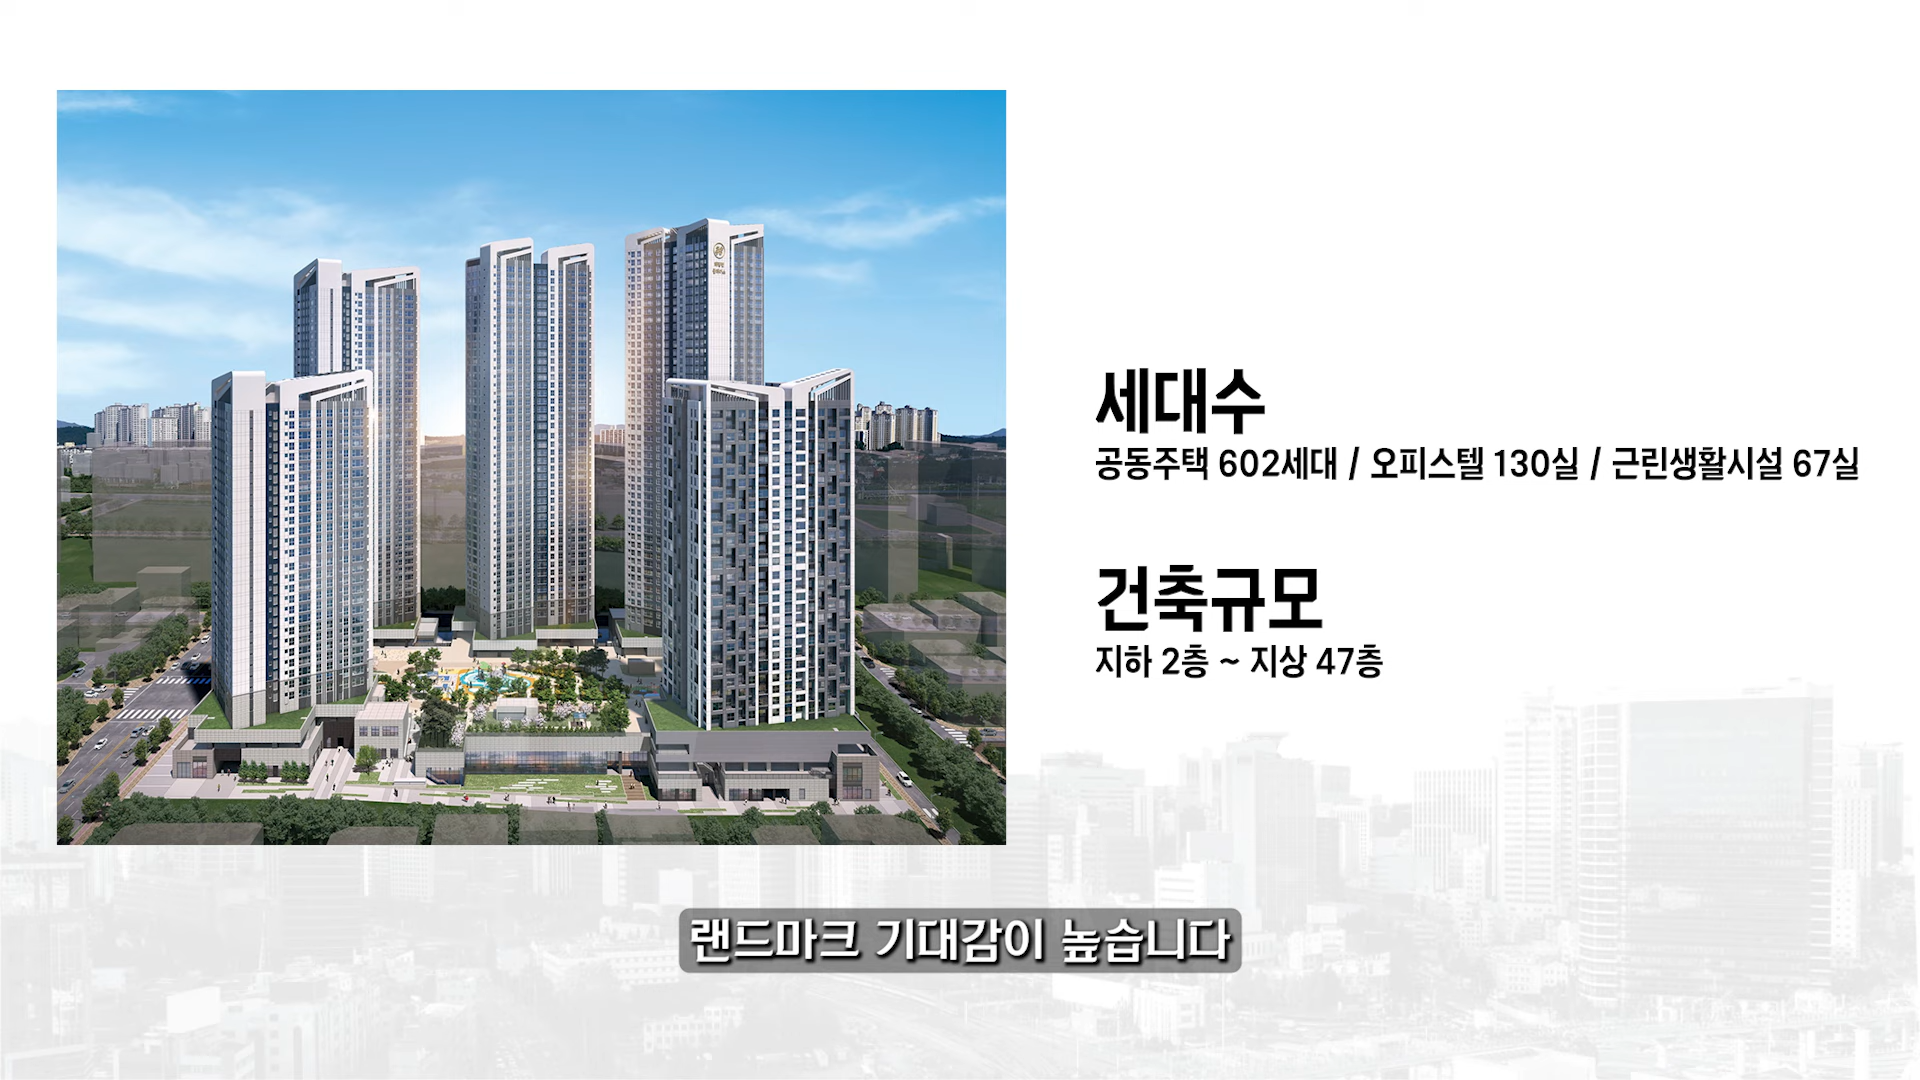 세대수
공동주택 602세대 / 오피스텔 130실 / 근린생활시설 67실
건축규모
지하 2층 ~ 지상 47층
랜드마크 기대감이 높습니다